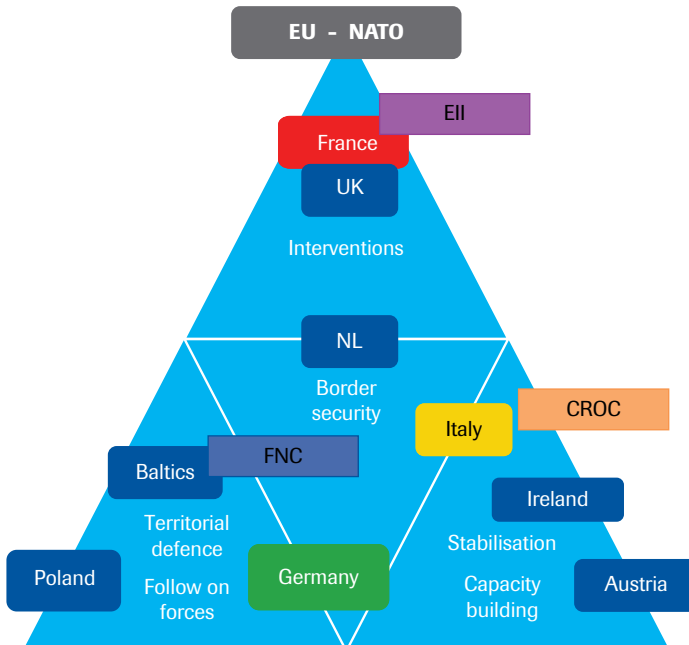 EU - NATO
EII
France
UK
Interventions
NL
Border
security
CROC
Italy
FNC
Baltics
Ireland
Territorial
defence
Stabilisation
Poland
Follow on
forces
Germany
Capacity
building
Austria